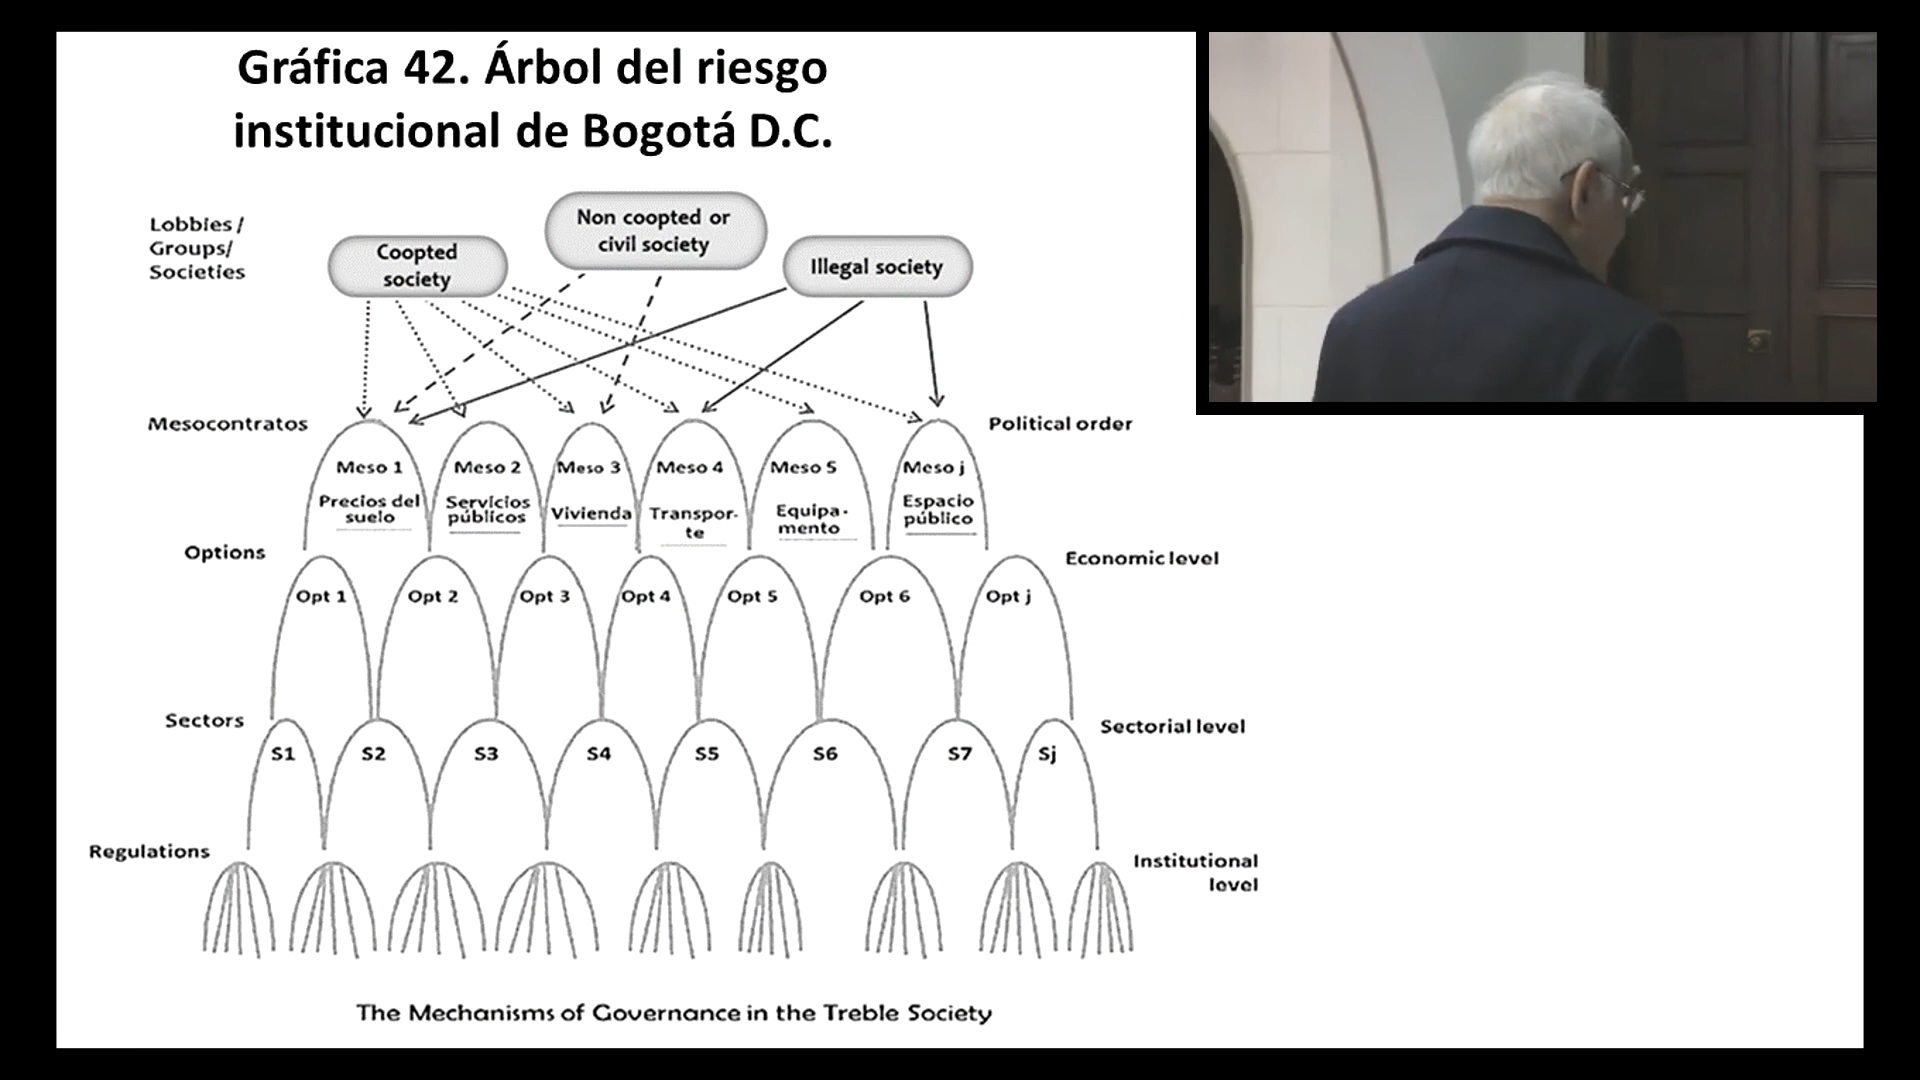 Gráfica 42. Árbol del riesgo
institucional de Bogotá D.C.
Lobbies /
Groups/
Societies
Coopted
society
Non coopted or
civil society
Illegal society
Mesocontratos
Political order
Meso 1
Precios del
suelo
Meso 2
Servicios
públicos
Meso 3
Vivienda
Meso 4
Transpor-
te
Meso 5
Equipa-
mento
Meso j
Espacio
público
Options
Economic level
Opt 1
Opt 2
Opt 3
Opt 4
Opt 5
Opt 6
Opt j
Sectors
Sectorial level
S1
S2
S3
S4
S5
S6
S7
Sj
Regulations
Institutional
level
The Mechanisms of Governance in the Treble Society